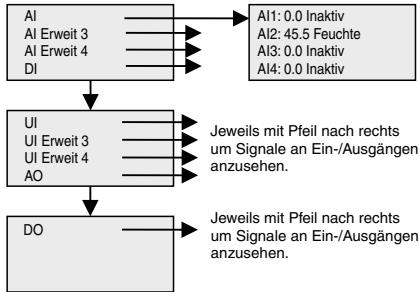 AI
AI Erweit 3
AI Erweit 4
DI
AI1: 0.0 Inaktiv
AI2: 45.5 Feuchte
AI3: 0.0 Inaktiv
AI4: 0.0 Inaktiv
UI
UI Erweit 3
UI Erweit 4
AO
Jeweils mit Pfeil nach rechts
um Signale an Ein-/Ausgängen
anzusehen.
DO
Jeweils mit Pfeil nach rechts
um Signale an Ein-/Ausgängen
anzusehen.